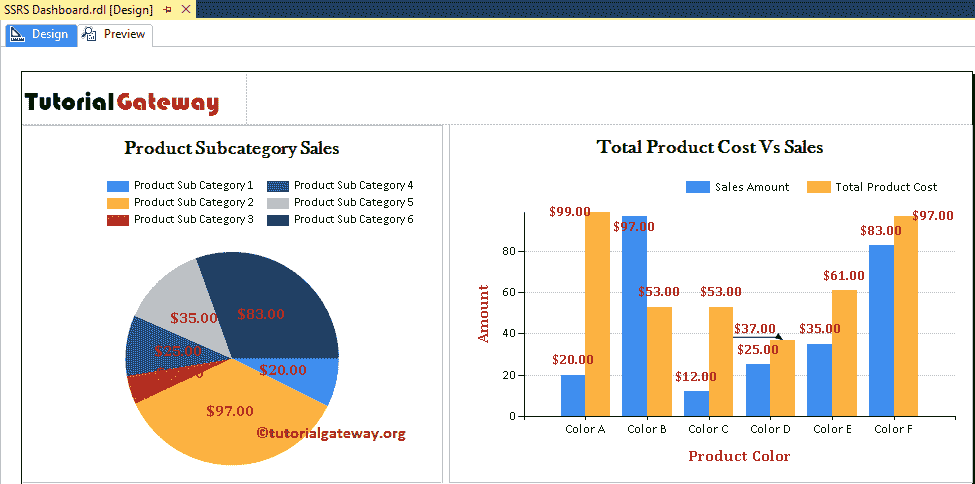 SSRS Dashboard.rdl [Design]
Design Preview
TutorialGateway
Product Subcategory Sales
Product Sub Category 1 Product Sub Category 4
Product Sub Category 2 Product Sub Category 5
Product Sub Category 3 Product Sub Category 6
$83.00
$35.00
$25.00
$20.00
$97.00
©tutorialgateway.org
Total Product Cost Vs Sales
Sales Amount Total Product Cost
$99.00 $97.00
$97.00 $83.00
80
$61.00
60 $53.00 $53.00
40 $37.00 $35.00
$25.00
20 $20.00 $12.00
0
Amount
Color A Color B Color C Color D Color E Color F
Product Color